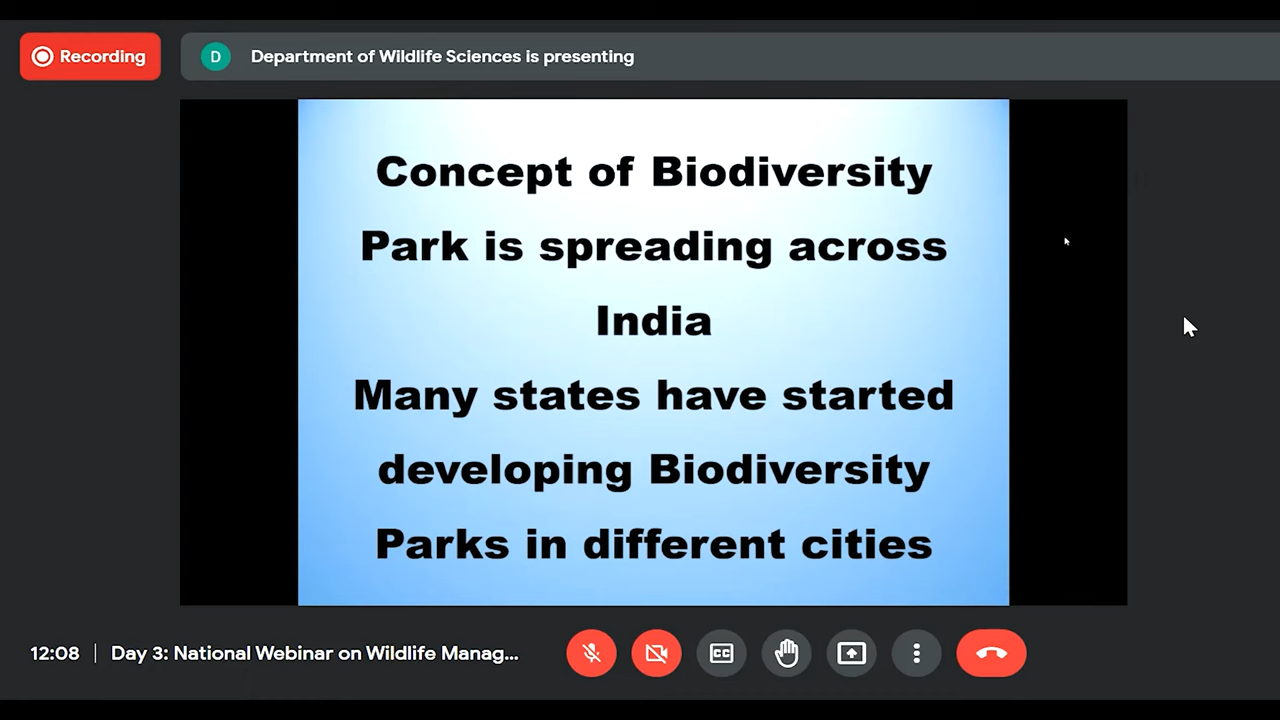 Recording
D Department of Wildlife Sciences is presenting
Concept of Biodiversity
Park is spreading across
India
Many states have started
developing Biodiversity
Parks in different cities
12:08 | Day 3: National Webinar on Wildlife Manag...
CC